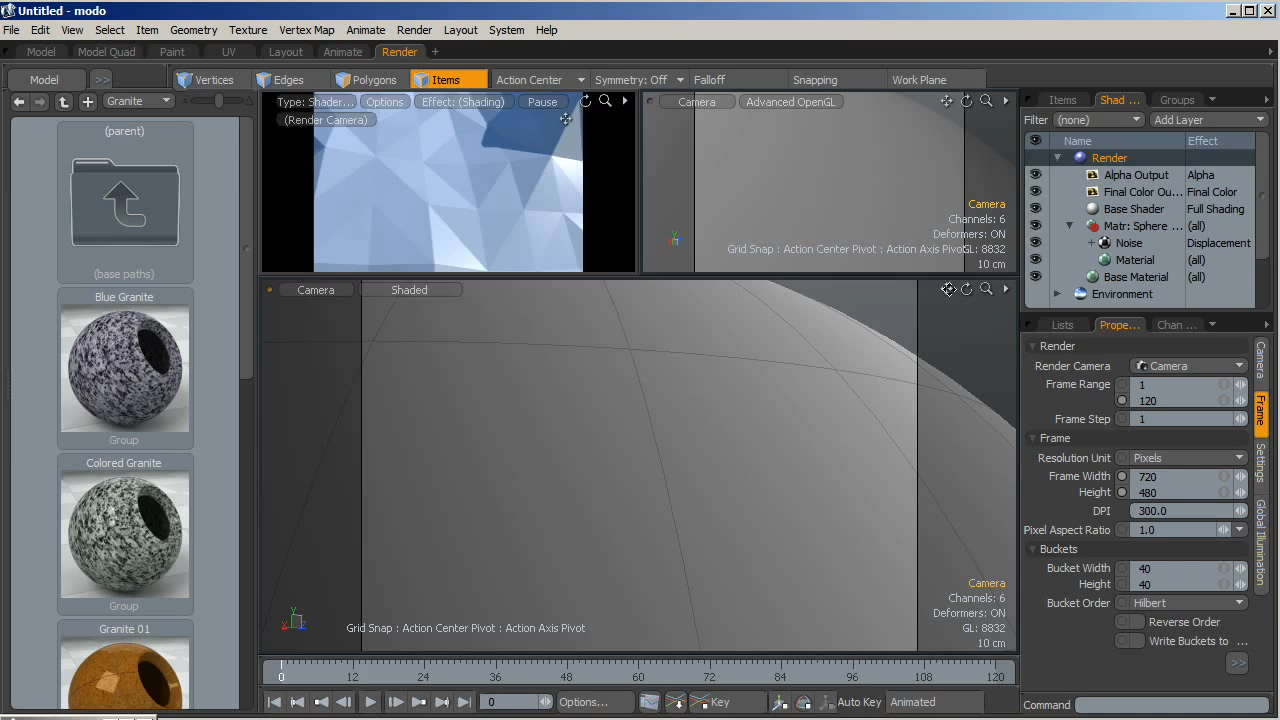 Untitled - modo
File Edit View Select Item Geometry Texture Vertex Map Animate Render Layout System Help
Model Model Quad Paint UV Layout Animate Render +
Model >> Vertices Edges Polygons Items Action Center Symmetry: Off Falloff Snapping Work Plane
Granite
(parent)
(base paths)
Blue Granite
Group
Colored Granite
Group
Granite 01
Type: Shader... Options Effect: (Shading) Pause
(Render Camera)
Camera Advanced OpenGL
Camera
Channels: 6
Deformers: ON
Grid Snap : Action Center Pivot : Action Axis Pivot GL: 8832
10 cm
Camera Shaded
Camera
Channels: 6
Deformers: ON
GL: 8832
Grid Snap : Action Center Pivot : Action Axis Pivot
10 cm
0 12 24 36 48 60 72 84 96 108 120
0 Options... Key Auto Key Animated
Items Shad ... Groups
Filter (none) Add Layer
Name Effect
Render
Alpha Output Alpha
Final Color Ou... Final Color
Base Shader Full Shading
Matr: Sphere ... (all)
Noise Displacement
Material (all)
Base Material (all)
Environment
Lists Prope... Chan ...
Render
Render Camera Camera
Frame Range 1
120
Frame Step 1
Frame
Resolution Unit Pixels
Frame Width 720
Height 480
DPI 300.0
Pixel Aspect Ratio 1.0
Buckets
Bucket Width 40
Height 40
Bucket Order Hilbert
Reverse Order
Write Buckets to ...
>>
Camera
Frame
Settings
Global Illumination
Command